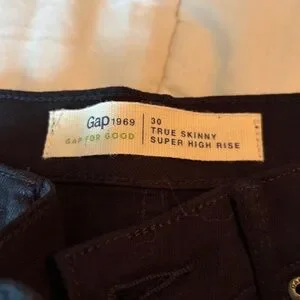 Gap 1969
GAP FOR GOOD
30
TRUE SKINNY
SUPER HIGH RISE